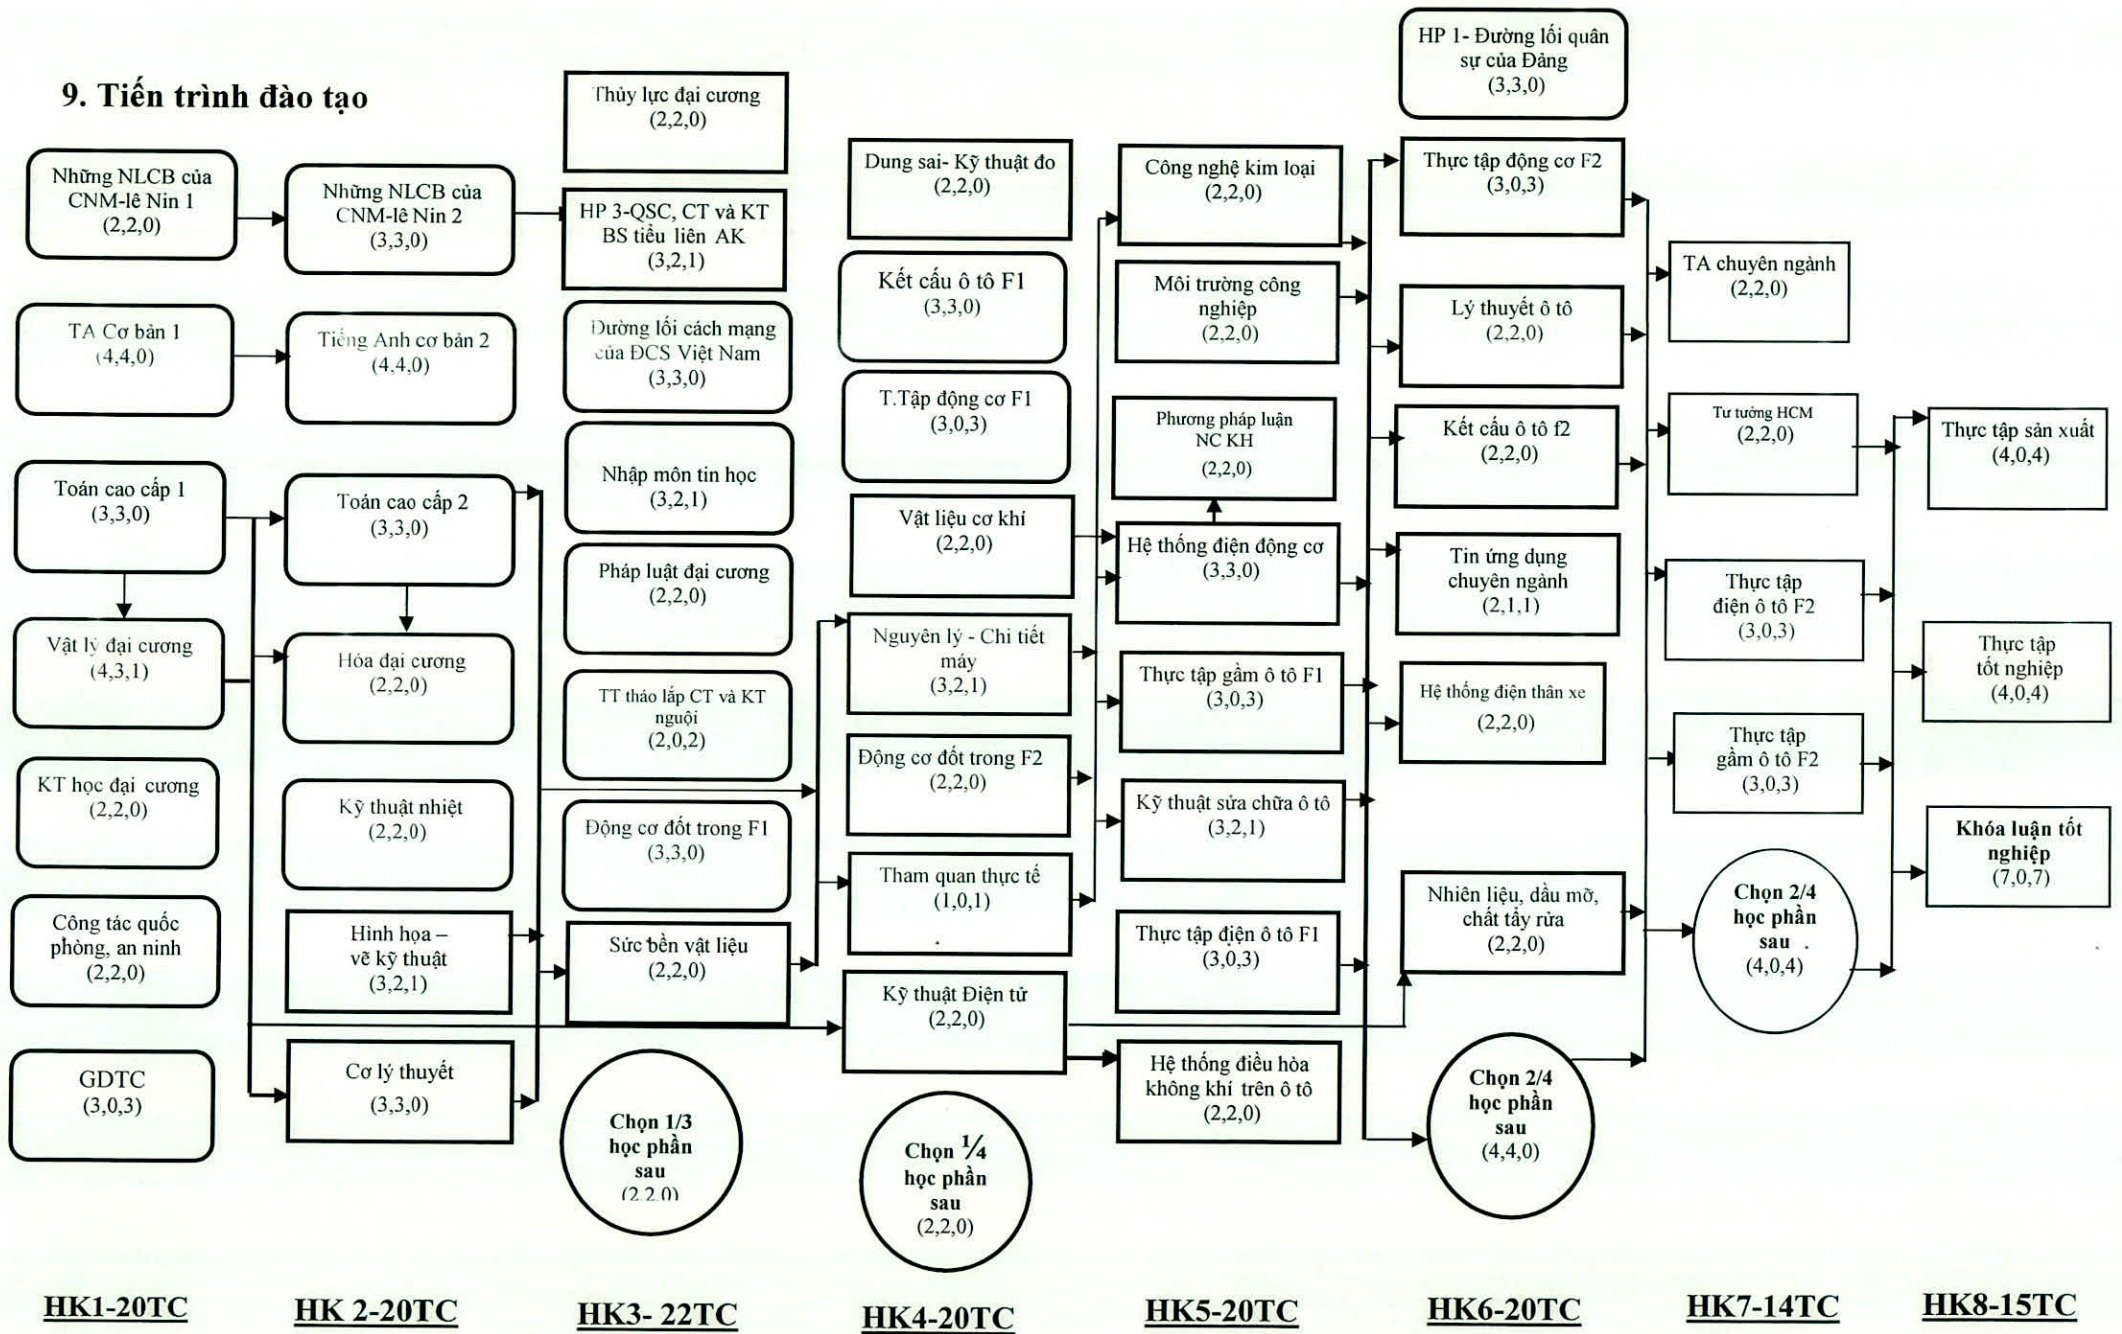 9. Tiến trình đào tạo
Những NLCB của
CNM-lê Nin 1
(2,2,0)
TA Cơ bản 1
(4,4,0)
Toán cao cấp 1
(3,3,0)
Vật lý đại cương
(4,3,1)
KT học đại cương
(2,2,0)
Công tác quốc
phòng, an ninh
(2,2,0)
GDTC
(3,0,3)
HK1-20TC
Những NLCB của
CNM-lê Nin 2
(3,3,0)
Tiếng Anh cơ bản 2
(4,4,0)
Toán cao cấp 2
(3,3,0)
Hóa đại cương
(2,2,0)
Kỹ thuật nhiệt
(2,2,0)
Hình họa –
vẽ kỹ thuật
(3,2,1)
Cơ lý thuyết
(3,3,0)
HK 2-20TC
Thủy lực đại cương
(2,2,0)
HP 3-QSC, CT và KT
BS tiểu liên AK
(3,2,1)
Đường lối cách mạng
của ĐCS Việt Nam
(3,3,0)
Nhập môn tin học
(3,2,1)
Pháp luật đại cương
(2,2,0)
TT tháo lắp CT và KT
nguội
(2,0,2)
Động cơ đốt trong F1
(3,3,0)
Sức bền vật liệu
(2,2,0)
Chọn 1/3
học phần
sau
(2,2,0)
HK3- 22TC
Dung sai- Kỹ thuật đo
(2,2,0)
Kết cấu ô tô F1
(3,3,0)
T.Tập động cơ F1
(3,0,3)
Vật liệu cơ khí
(2,2,0)
Nguyên lý - Chi tiết
máy
(3,2,1)
Động cơ đốt trong F2
(2,2,0)
Tham quan thực tế
(1,0,1)
Kỹ thuật Điện tử
(2,2,0)
Chọn ¼
học phần
sau
(2,2,0)
HK4-20TC
Công nghệ kim loại
(2,2,0)
Môi trường công
nghiệp
(2,2,0)
Phương pháp luận
NC KH
(2,2,0)
Hệ thống điện động cơ
(3,3,0)
Thực tập gầm ô tô F1
(3,0,3)
Kỹ thuật sửa chữa ô tô
(3,2,1)
Thực tập điện ô tô F1
(3,0,3)
Hệ thống điều hòa
không khí trên ô tô
(2,2,0)
HK5-20TC
HP 1- Đường lối quân
sự của Đảng
(3,3,0)
Thực tập động cơ F2
(3,0,3)
Lý thuyết ô tô
(2,2,0)
Kết cấu ô tô f2
(2,2,0)
Tin ứng dụng
chuyên ngành
(2,1,1)
Hệ thống điện thân xe
(2,2,0)
Nhiên liệu, dầu mỡ,
chất tẩy rửa
(2,2,0)
Chọn 2/4
học phần
sau
(4,4,0)
HK6-20TC
TA chuyên ngành
(2,2,0)
Tư tưởng HCM
(2,2,0)
Thực tập
điện ô tô F2
(3,0,3)
Thực tập
gầm ô tô F2
(3,0,3)
Chọn 2/4
học phần
sau .
(4,0,4)
HK7-14TC
Thực tập sản xuất
(4,0,4)
Thực tập
tốt nghiệp
(4,0,4)
Khóa luận tốt
nghiệp
(7,0,7)
HK8-15TC